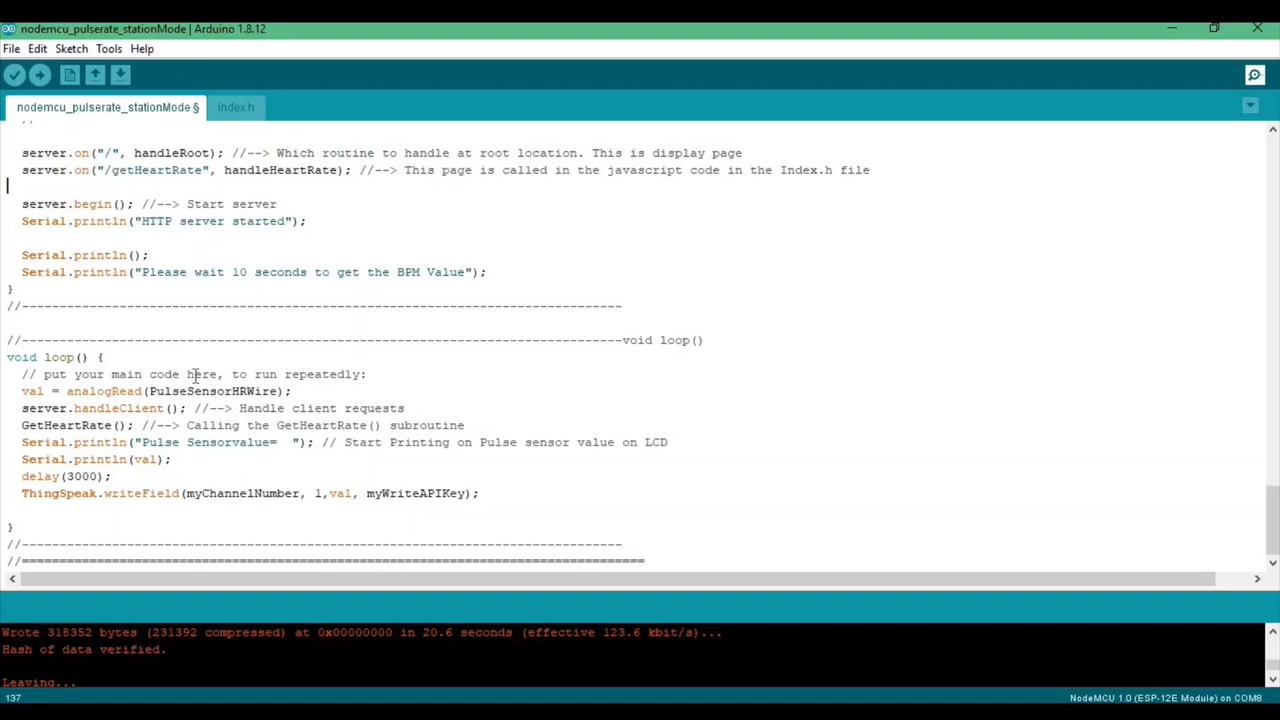 nodemcu_pulserate_stationMode | Arduino 1.8.12
File Edit Sketch Tools Help
nodemcu_pulserate_stationMode § Index.h
//
server.on("/", handleRoot); //--> Which routine to handle at root location. This is display page
server.on("/getHeartRate", handleHeartRate); //--> This page is called in the javascript code in the Index.h file
server.begin(); //--> Start server
Serial.println("HTTP server started");
Serial.println();
Serial.println("Please wait 10 seconds to get the BPM Value");
}
//--------------------------------------------------------------------------------
//--------------------------------------------------------------------------------void loop()
void loop() {
// put your main code here, to run repeatedly:
val = analogRead(PulseSensorHRWire);
server.handleClient(); //--> Handle client requests
GetHeartRate(); //--> Calling the GetHeartRate() subroutine
Serial.println("Pulse Sensorvalue=  "); // Start Printing on Pulse sensor value on LCD
Serial.println(val);
delay(3000);
ThingSpeak.writeField(myChannelNumber, 1,val, myWriteAPIKey);
}
//--------------------------------------------------------------------------------
//===================================================================================
Wrote 318352 bytes (231392 compressed) at 0x00000000 in 20.6 seconds (effective 123.6 kbit/s)...
Hash of data verified.
Leaving...
137 NodeMCU 1.0 (ESP-12E Module) on COM8